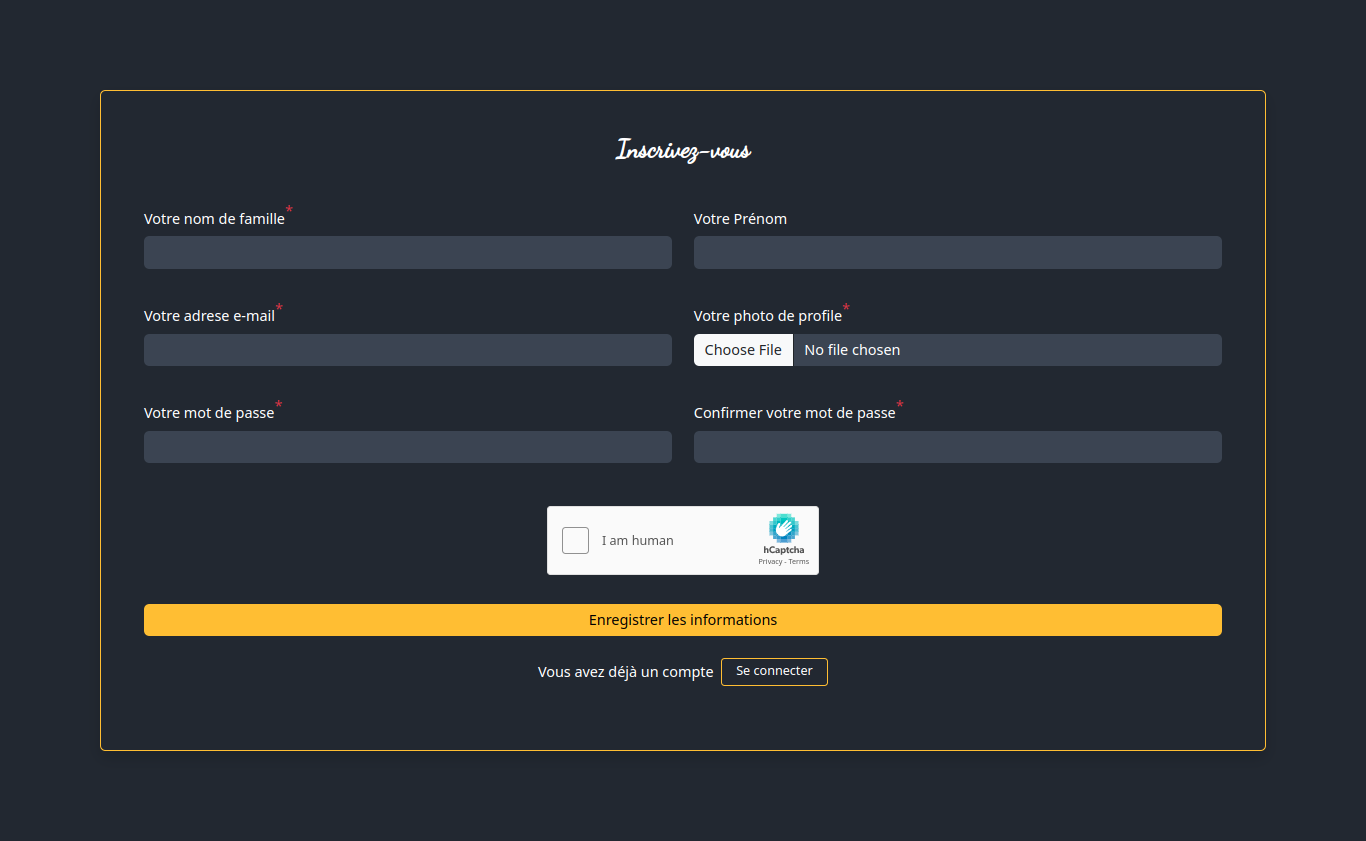 Inscrivez-vous
Votre nom de famille*
Votre Prénom
Votre adrese e-mail*
Votre photo de profile*
Choose File No file chosen
Votre mot de passe*
Confirmer votre mot de passe*
I am human
hCaptcha
Privacy - Terms
Enregistrer les informations
Vous avez déjà un compte Se connecter